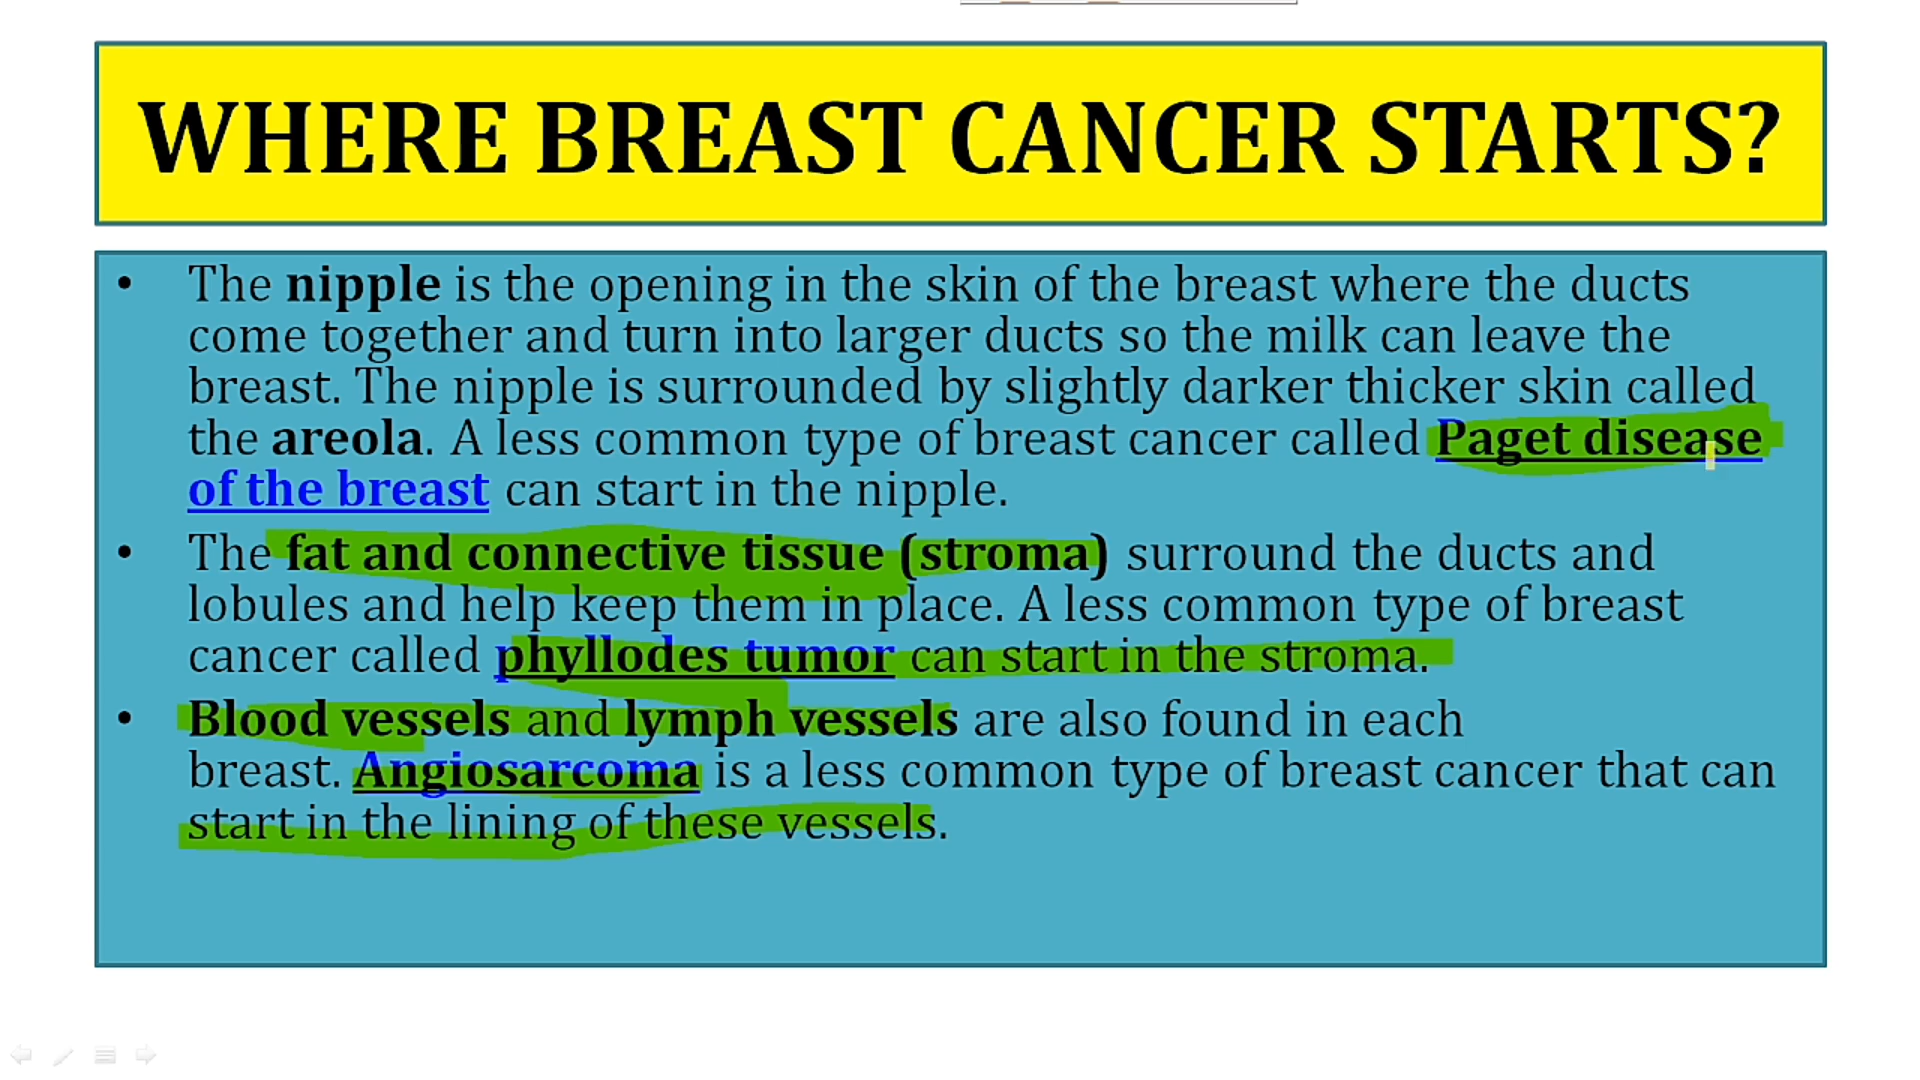 WHERE BREAST CANCER STARTS?
• The nipple is the opening in the skin of the breast where the ducts
come together and turn into larger ducts so the milk can leave the
breast. The nipple is surrounded by slightly darker thicker skin called
the areola. A less common type of breast cancer called Paget disease
of the breast can start in the nipple.
• The fat and connective tissue (stroma) surround the ducts and
lobules and help keep them in place. A less common type of breast
cancer called phyllodes tumor can start in the stroma.
• Blood vessels and lymph vessels are also found in each
breast. Angiosarcoma is a less common type of breast cancer that can
start in the lining of these vessels.